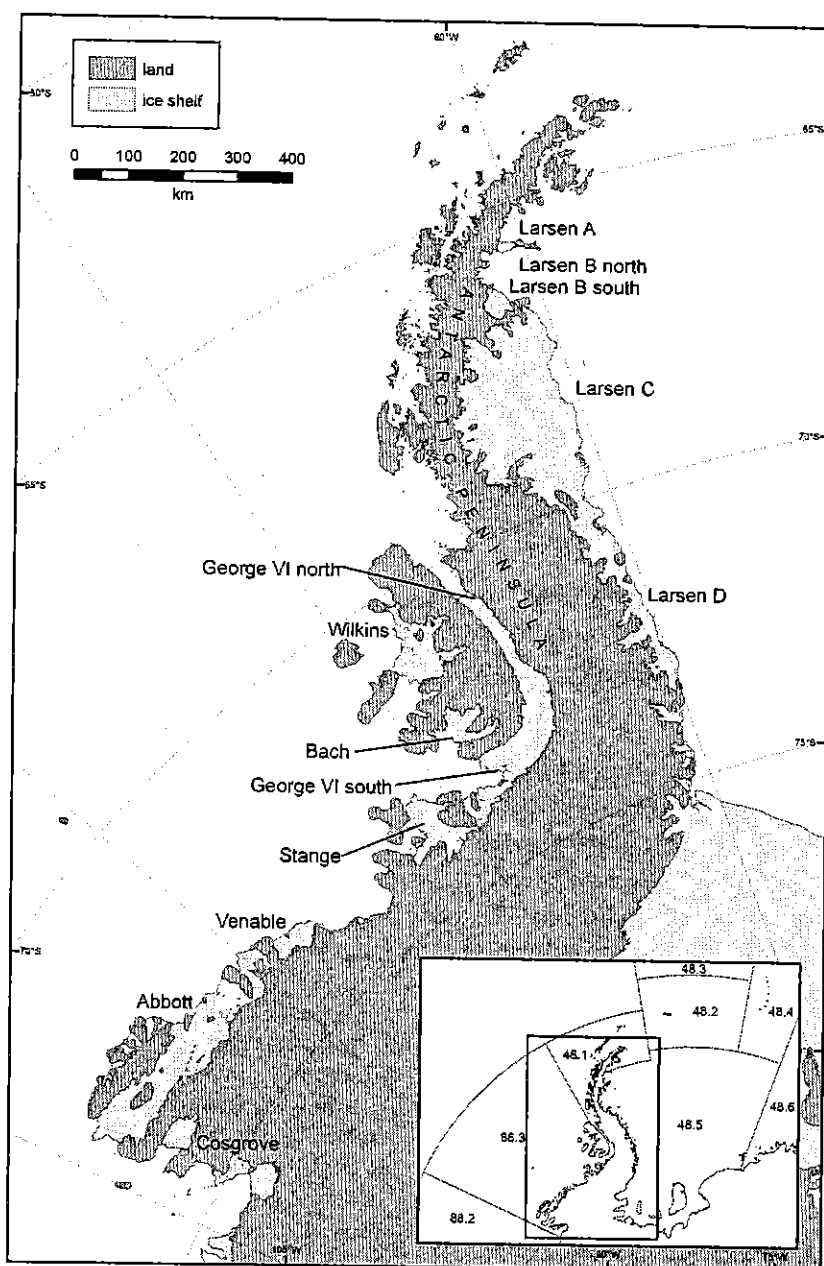 60°W
land
ice shelf
65°S
0 100 200 300 400
km
Larsen A
Larsen B north
Larsen B south
ANTARCTIC PENINSULA
Larsen C
70°S
65°S
George VI north
Larsen D
Wilkins
Bach
75°S
George VI south
Stange
Venable
70°S
Abbott
Cosgrove
48.3
48.2
48.4
48.1
48.5
48.6
88.3
88.2